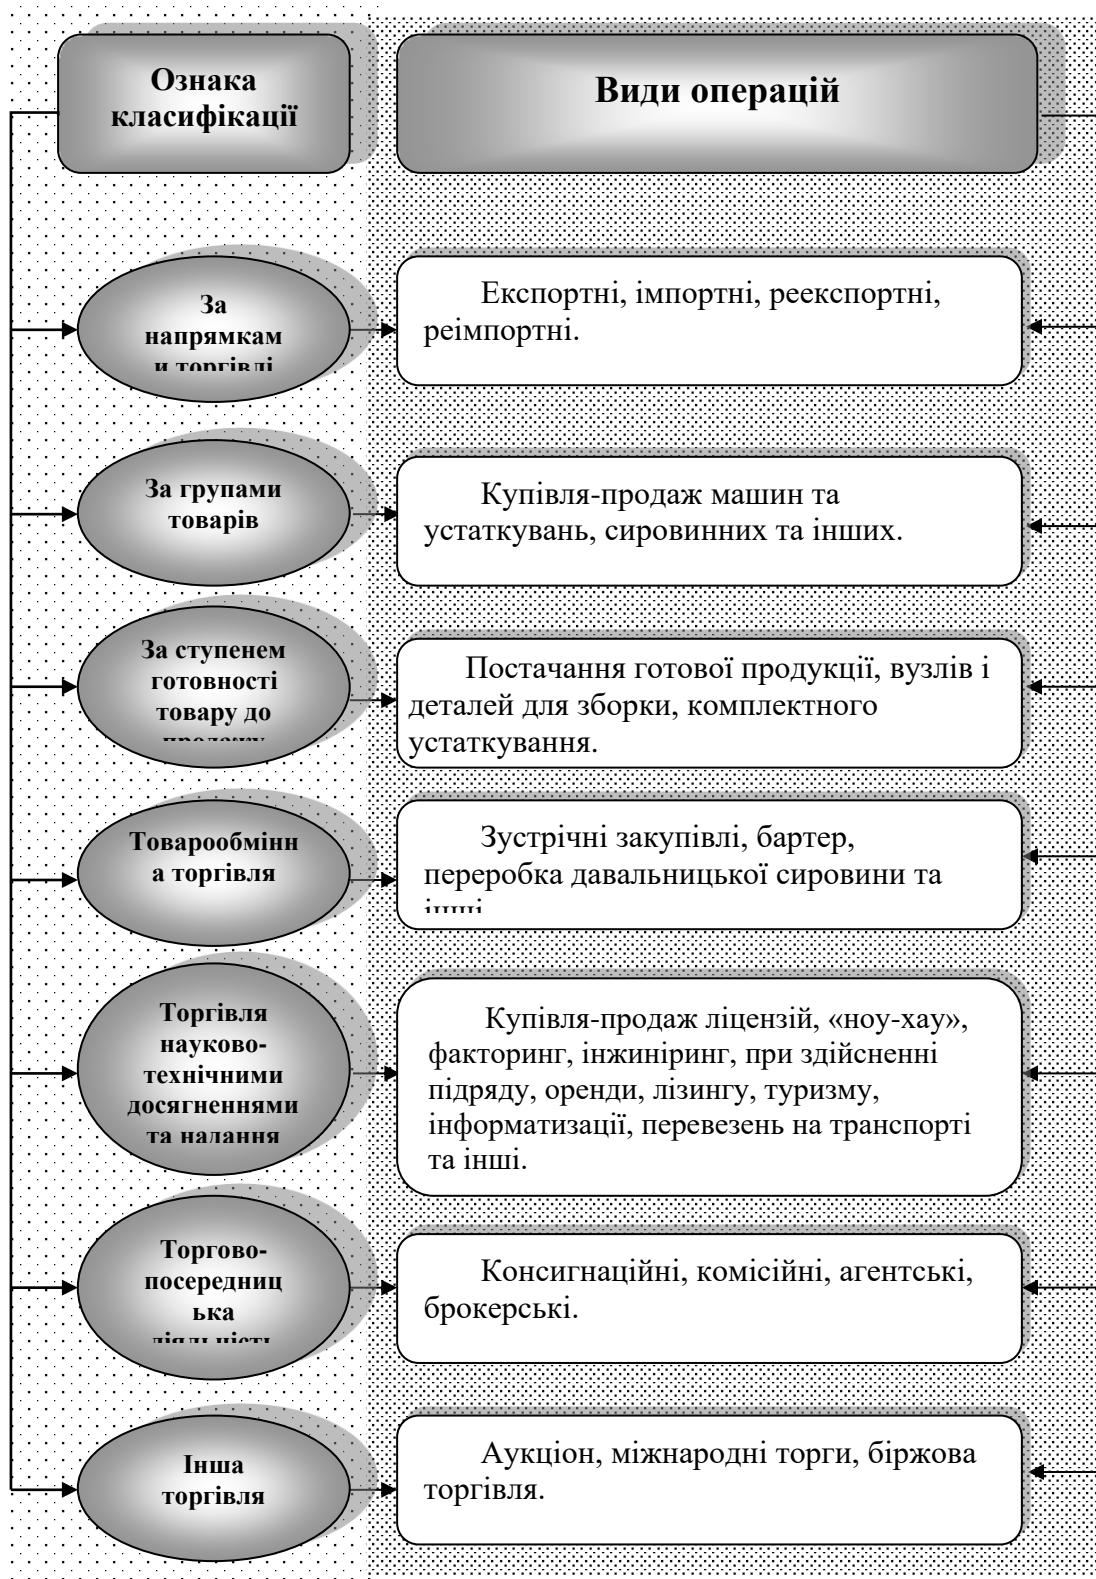 Ознака
класифікації
Види операцій
За
напрямкам
и торгівлі
Експортні, імпортні, реекспортні,
реімпортні.
За групами
товарів
Купівля-продаж машин та
устаткувань, сировинних та інших.
За ступенем
готовності
товару до
продажу
Постачання готової продукції, вузлів і
деталей для зборки, комплектного
устаткування.
Товарообмінн
а торгівля
Зустрічні закупівлі, бартер,
переробка давальницької сировини та
інші
Торгівля
науково-
технічними
досягненнями
та надання
Купівля-продаж ліцензій, «ноу-хау»,
факторинг, інжиніринг, при здійсненні
підряду, оренди, лізингу, туризму,
інформатизації, перевезень на транспорті
та інші.
Торгово-
посередниц
ька
діяльність
Консигнаційні, комісійні, агентські,
брокерські.
Інша
торгівля
Аукціон, міжнародні торги, біржова
торгівля.